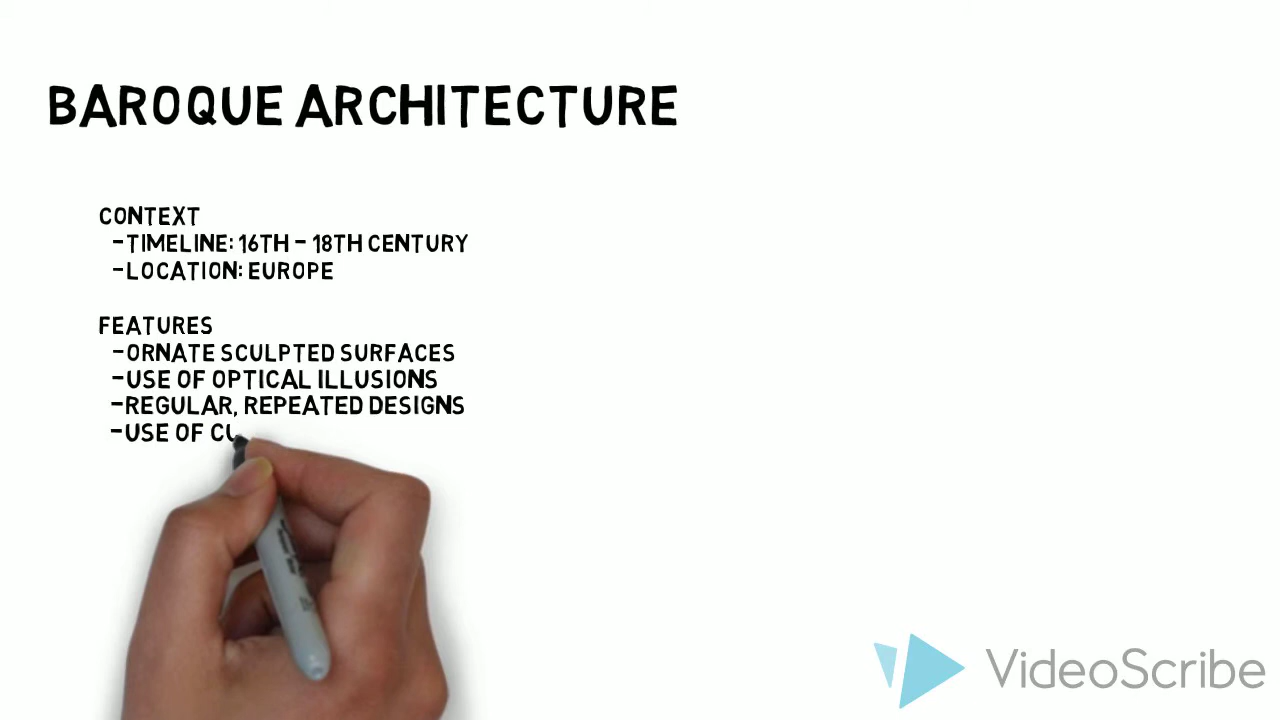 BAROQUE ARCHITECTURE
CONTEXT
-TIMELINE: 16TH - 18TH CENTURY
-LOCATION: EUROPE
FEATURES
-ORNATE SCULPTED SURFACES
-USE OF OPTICAL ILLUSIONS
-REGULAR, REPEATED DESIGNS
-USE OF
VideoScribe